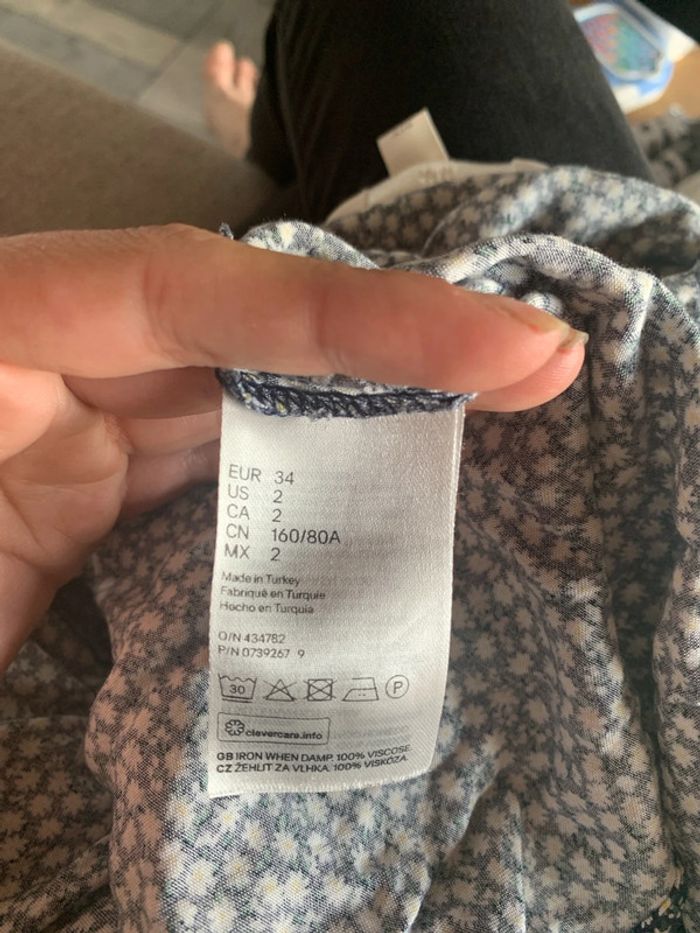 EUR 34
US 2
CA 2
CN 160/80A
MX 2
Made in Turkey
Fabriqué en Turquie
Hecho en Turquia
O/N 434782
P/N 0739267 9
30 P
clevercare.info
GB IRON WHEN DAMP. 100% VISCOSE.
CZ ŽEHLIT ZA VLHKA. 100% VISKÓZA.